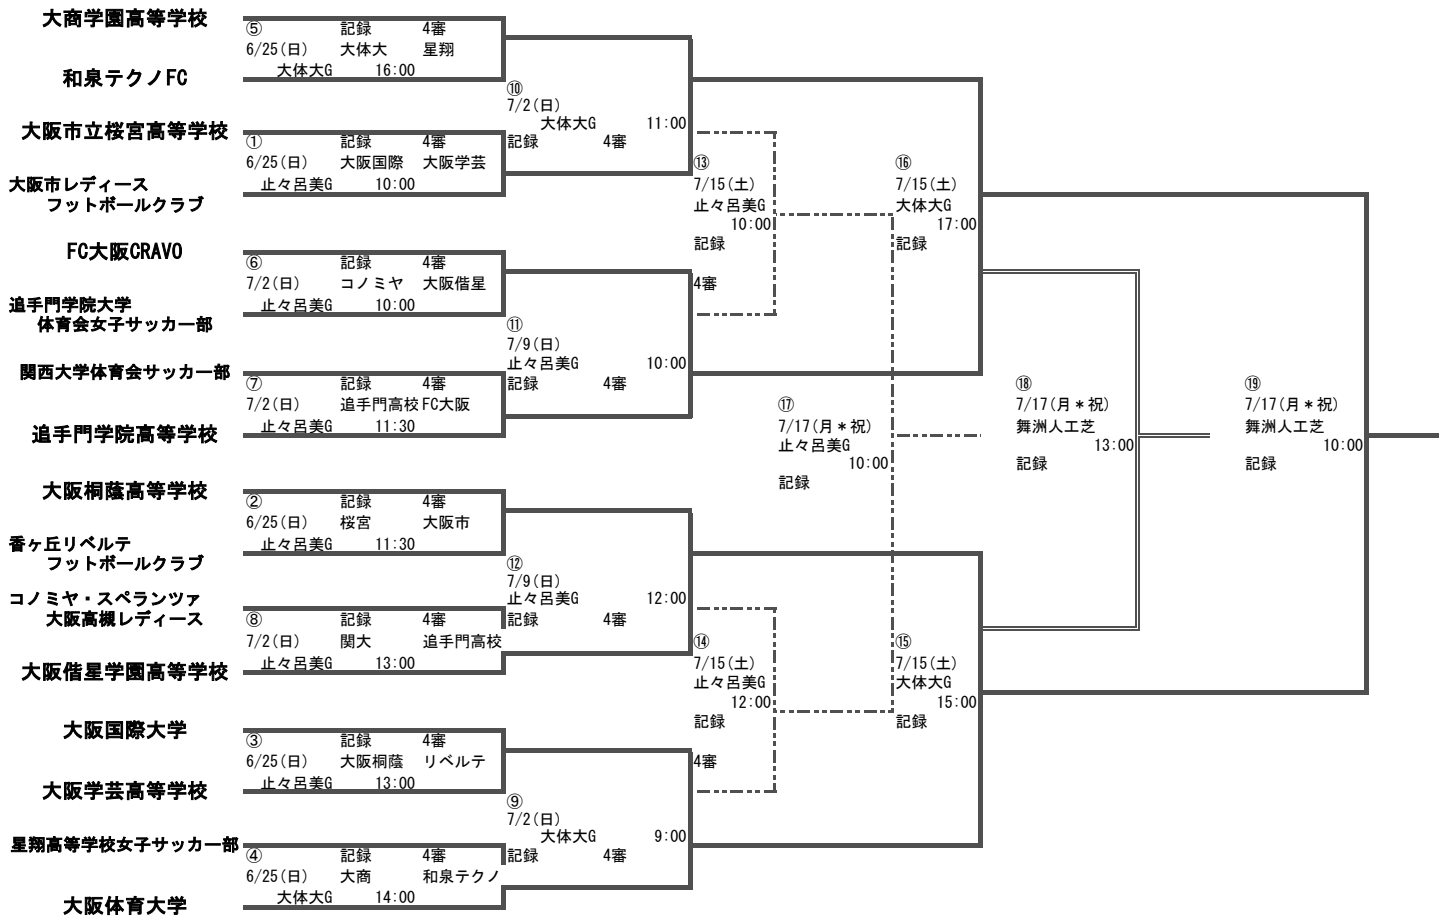 大商学園高等学校
⑤ 記録 4審
6/25(日) 大体大 星翔
大体大G 16:00
和泉テクノFC
⑩
7/2(日)
大体大G 11:00
記録 4審
大阪市立桜宮高等学校
① 記録 4審
6/25(日) 大阪国際 大阪学芸
止々呂美G 10:00
大阪市レディース
フットボールクラブ
⑬
7/15(土)
止々呂美G
10:00
記録
4審
⑯
7/15(土)
大体大G
17:00
記録
FC大阪CRAVO
⑥ 記録 4審
7/2(日) コノミヤ 大阪偕星
止々呂美G 10:00
追手門学院大学
体育会女子サッカー部
⑪
7/9(日)
止々呂美G 10:00
記録 4審
関西大学体育会サッカー部
⑦ 記録 4審
7/2(日) 追手門高校 FC大阪
止々呂美G 11:30
追手門学院高等学校
⑰
7/17(月*祝)
止々呂美G
10:00
記録
⑱
7/17(月*祝)
舞洲人工芝
13:00
記録
⑲
7/17(月*祝)
舞洲人工芝
10:00
記録
大阪桐蔭高等学校
② 記録 4審
6/25(日) 桜宮 大阪市
止々呂美G 11:30
香ヶ丘リベルテ
フットボールクラブ
⑫
7/9(日)
止々呂美G 12:00
記録 4審
コノミヤ・スペランツァ
大阪高槻レディース
⑧ 記録 4審
7/2(日) 関大 追手門高校
止々呂美G 13:00
大阪偕星学園高等学校
⑭
7/15(土)
止々呂美G
12:00
記録
4審
⑮
7/15(土)
大体大G
15:00
記録
大阪国際大学
③ 記録 4審
6/25(日) 大阪桐蔭 リベルテ
止々呂美G 13:00
大阪学芸高等学校
⑨
7/2(日)
大体大G 9:00
記録 4審
星翔高等学校女子サッカー部
④ 記録 4審
6/25(日) 大商 和泉テクノ
大体大G 14:00
大阪体育大学